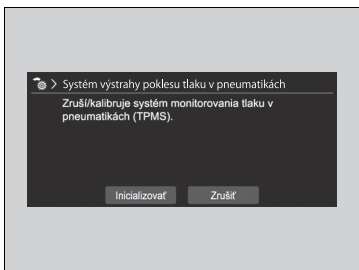 Systém výstrahy poklesu tlaku v pneumatikách
Zruší/kalibruje systém monitorovania tlaku v
pneumatikách (TPMS).
Inicializovať Zrušiť